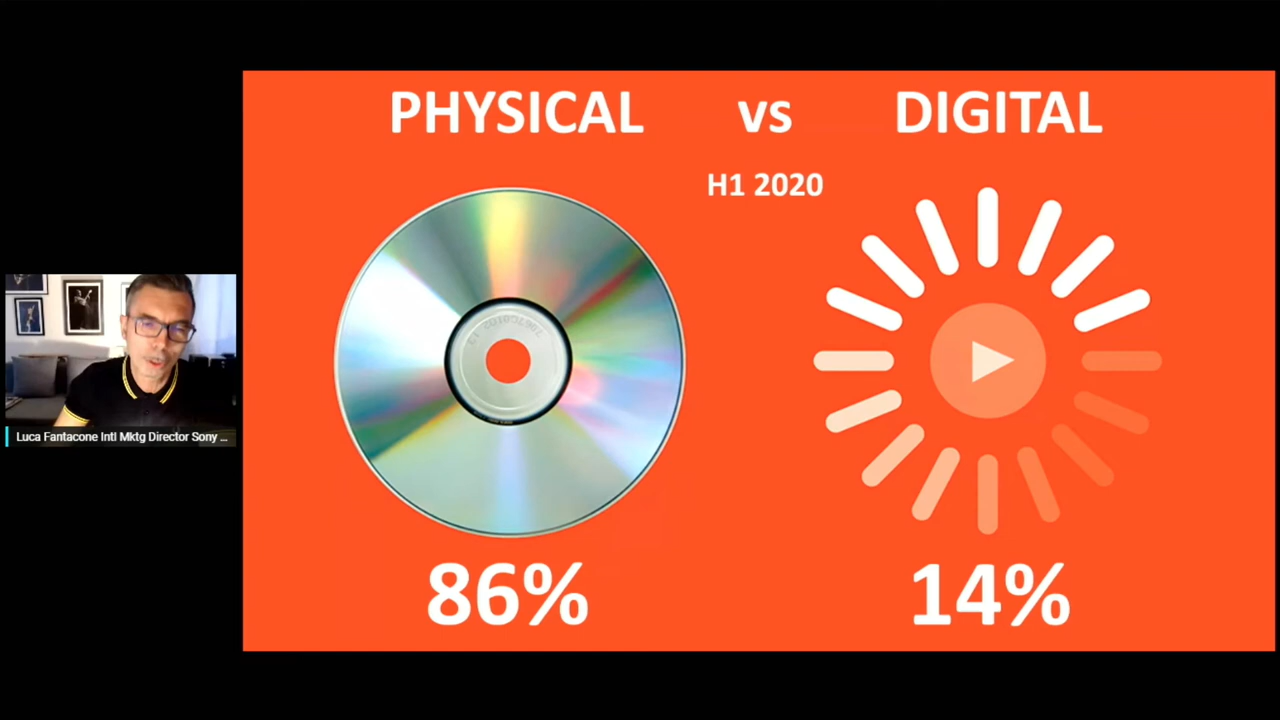 PHYSICAL vs DIGITAL
H1 2020
86% 14%
Luca Fantacone Intl Mktg Director Sony ...